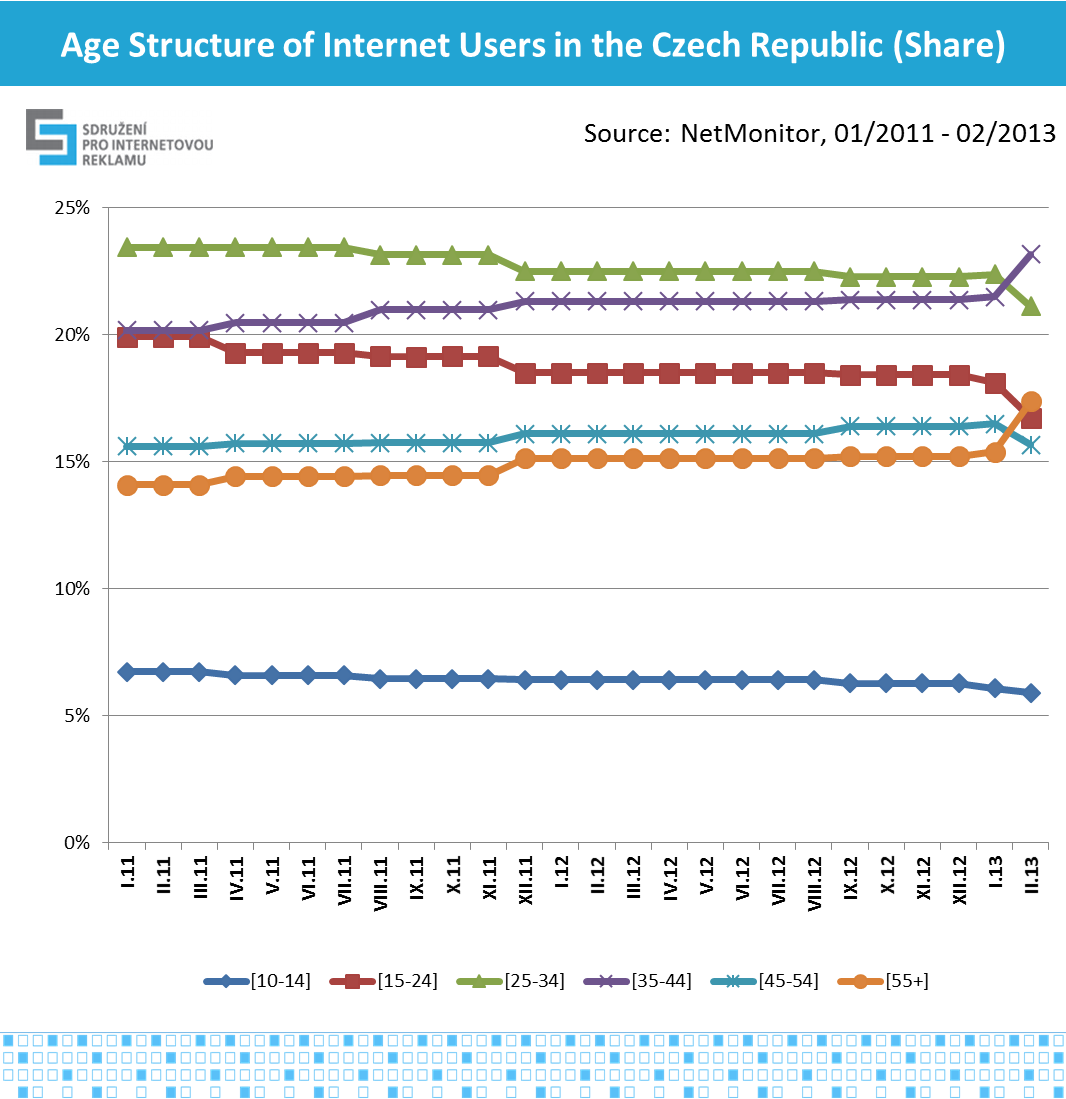 Age Structure of Internet Users in the Czech Republic (Share)
SDRUŽENÍ
PRO INTERNETOVOU
REKLAMU
Source: NetMonitor, 01/2011 - 02/2013
25%
20%
15%
10%
5%
0%
I.11
II.11
III.11
IV.11
V.11
VI.11
VII.11
VIII.11
IX.11
X.11
XI.11
XII.11
I.12
II.12
III.12
IV.12
V.12
VI.12
VII.12
VIII.12
IX.12
X.12
XI.12
XII.12
I.13
II.13
[10-14] [15-24] [25-34] [35-44] [45-54] [55+]